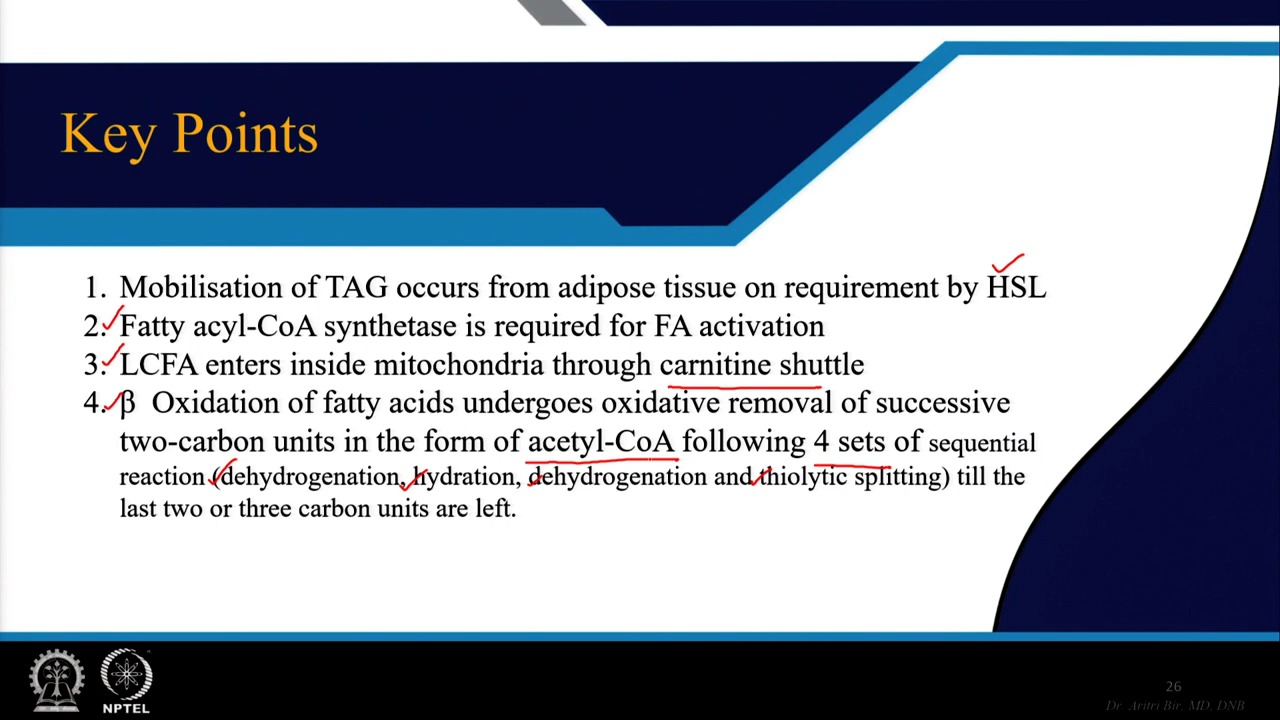 Key Points
1. Mobilisation of TAG occurs from adipose tissue on requirement by HSL
2. Fatty acyl-CoA synthetase is required for FA activation
3. LCFA enters inside mitochondria through carnitine shuttle
4. β Oxidation of fatty acids undergoes oxidative removal of successive
two-carbon units in the form of acetyl-CoA following 4 sets of sequential
reaction (dehydrogenation, hydration, dehydrogenation and thiolytic splitting) till the
last two or three carbon units are left.
NPTEL
26
Dr. Aritri Bir, MD, DNB